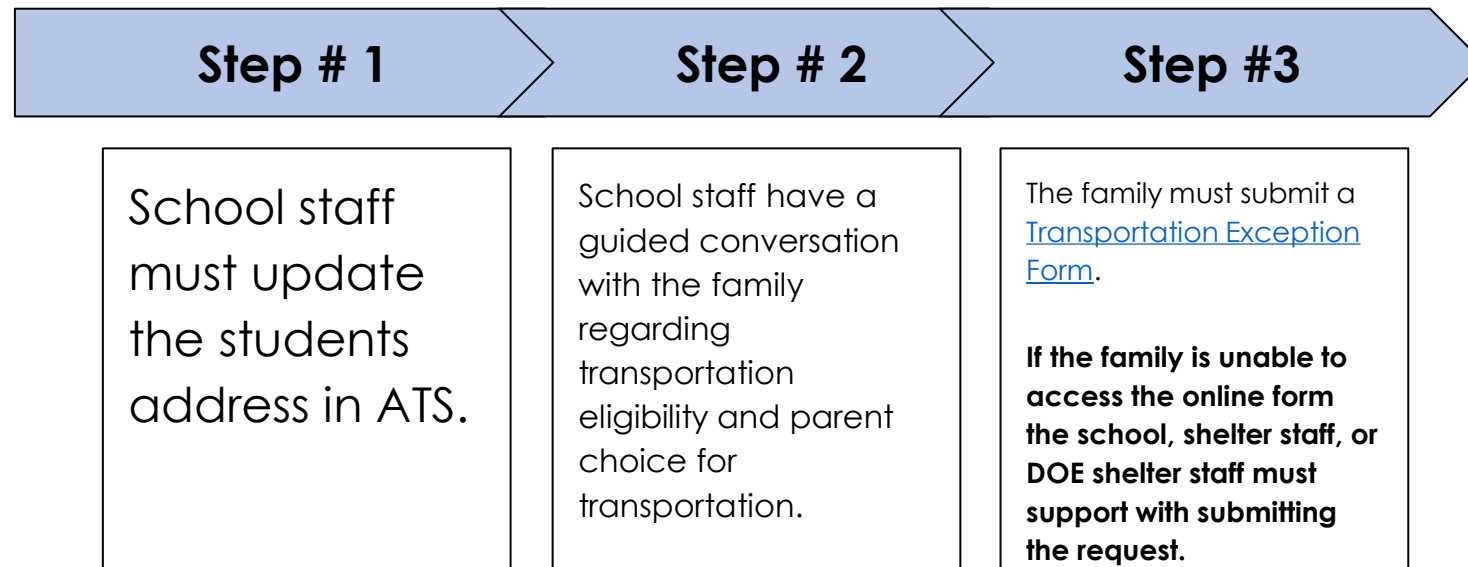 Step # 1
Step # 2
Step #3
School staff
must update
the students
address in ATS.
School staff have a
guided conversation
with the family
regarding
transportation
eligibility and parent
choice for
transportation.
The family must submit a
Transportation Exception
Form.
If the family is unable to
access the online form
the school, shelter staff, or
DOE shelter staff must
support with submitting
the request.